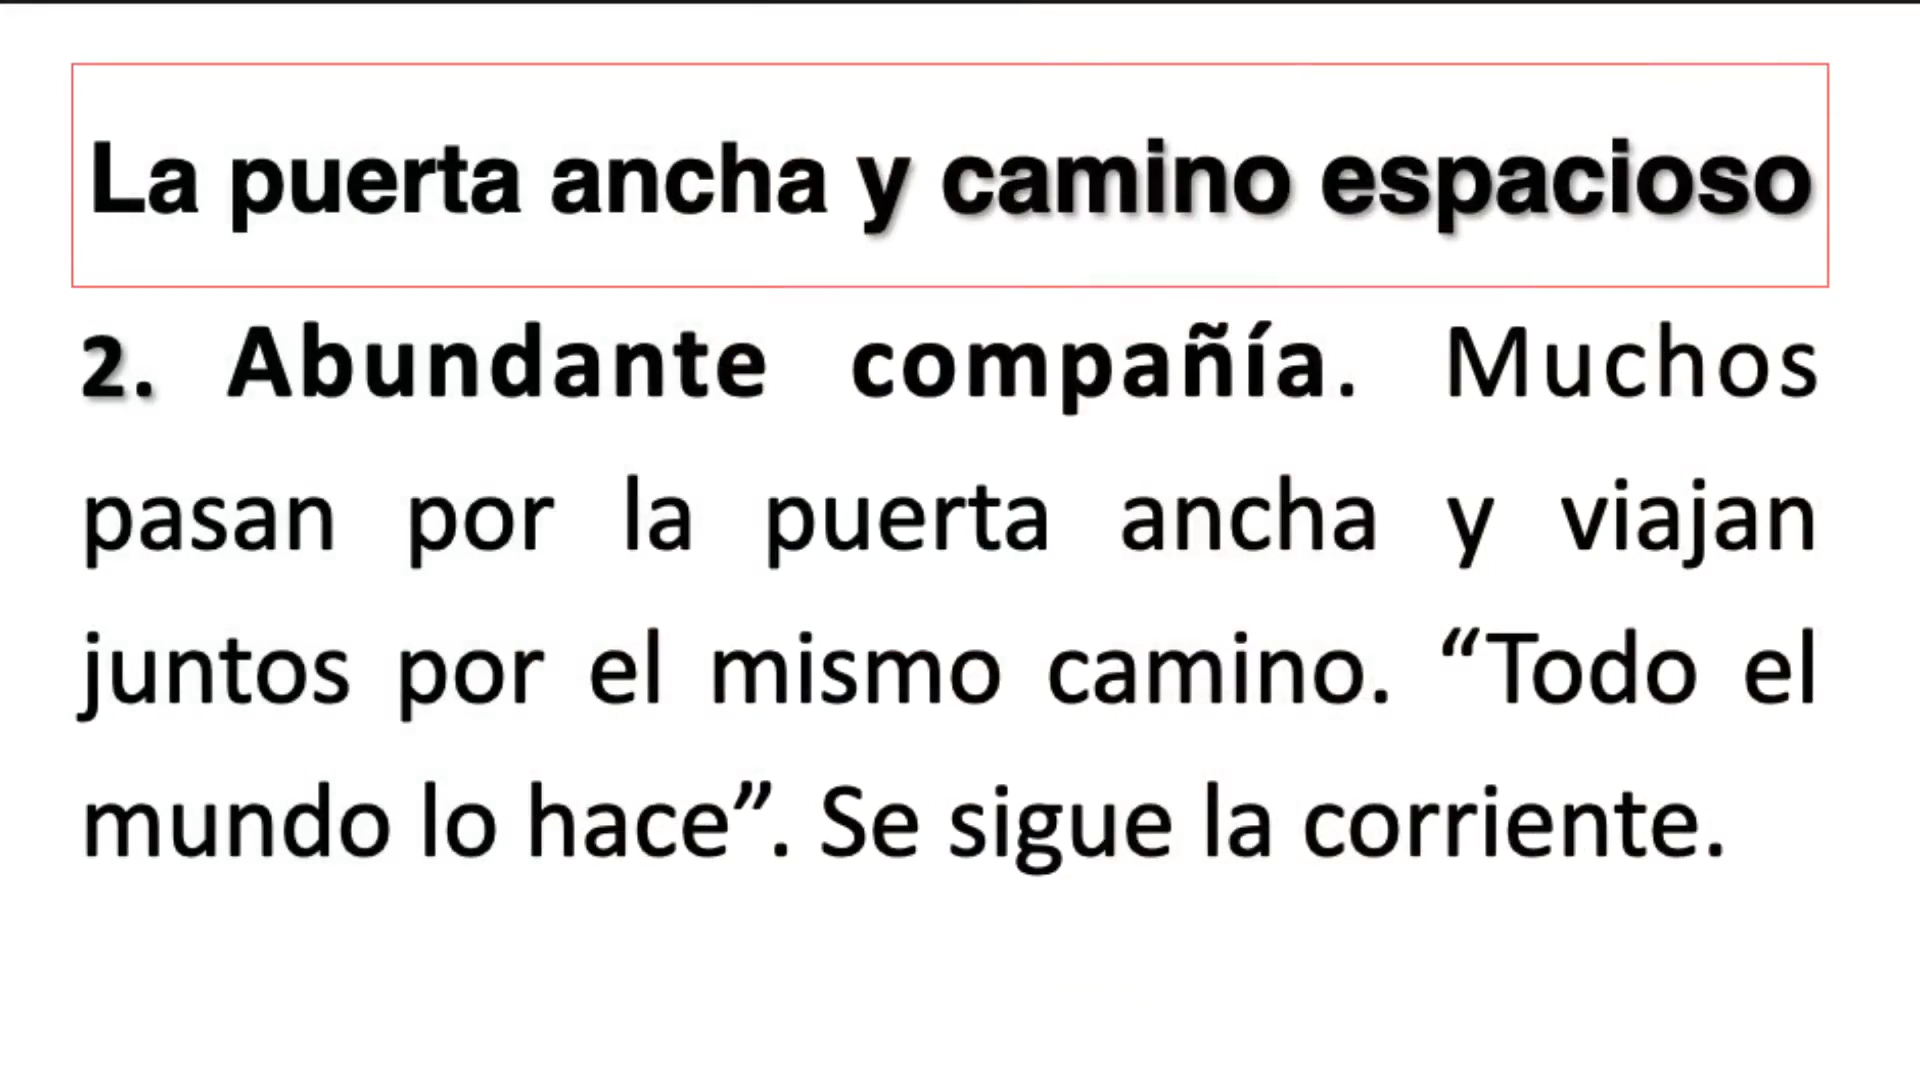 La puerta ancha y camino espacioso
2. Abundante compañía. Muchos
pasan por la puerta ancha y viajan
juntos por el mismo camino. “Todo el
mundo lo hace”. Se sigue la corriente.